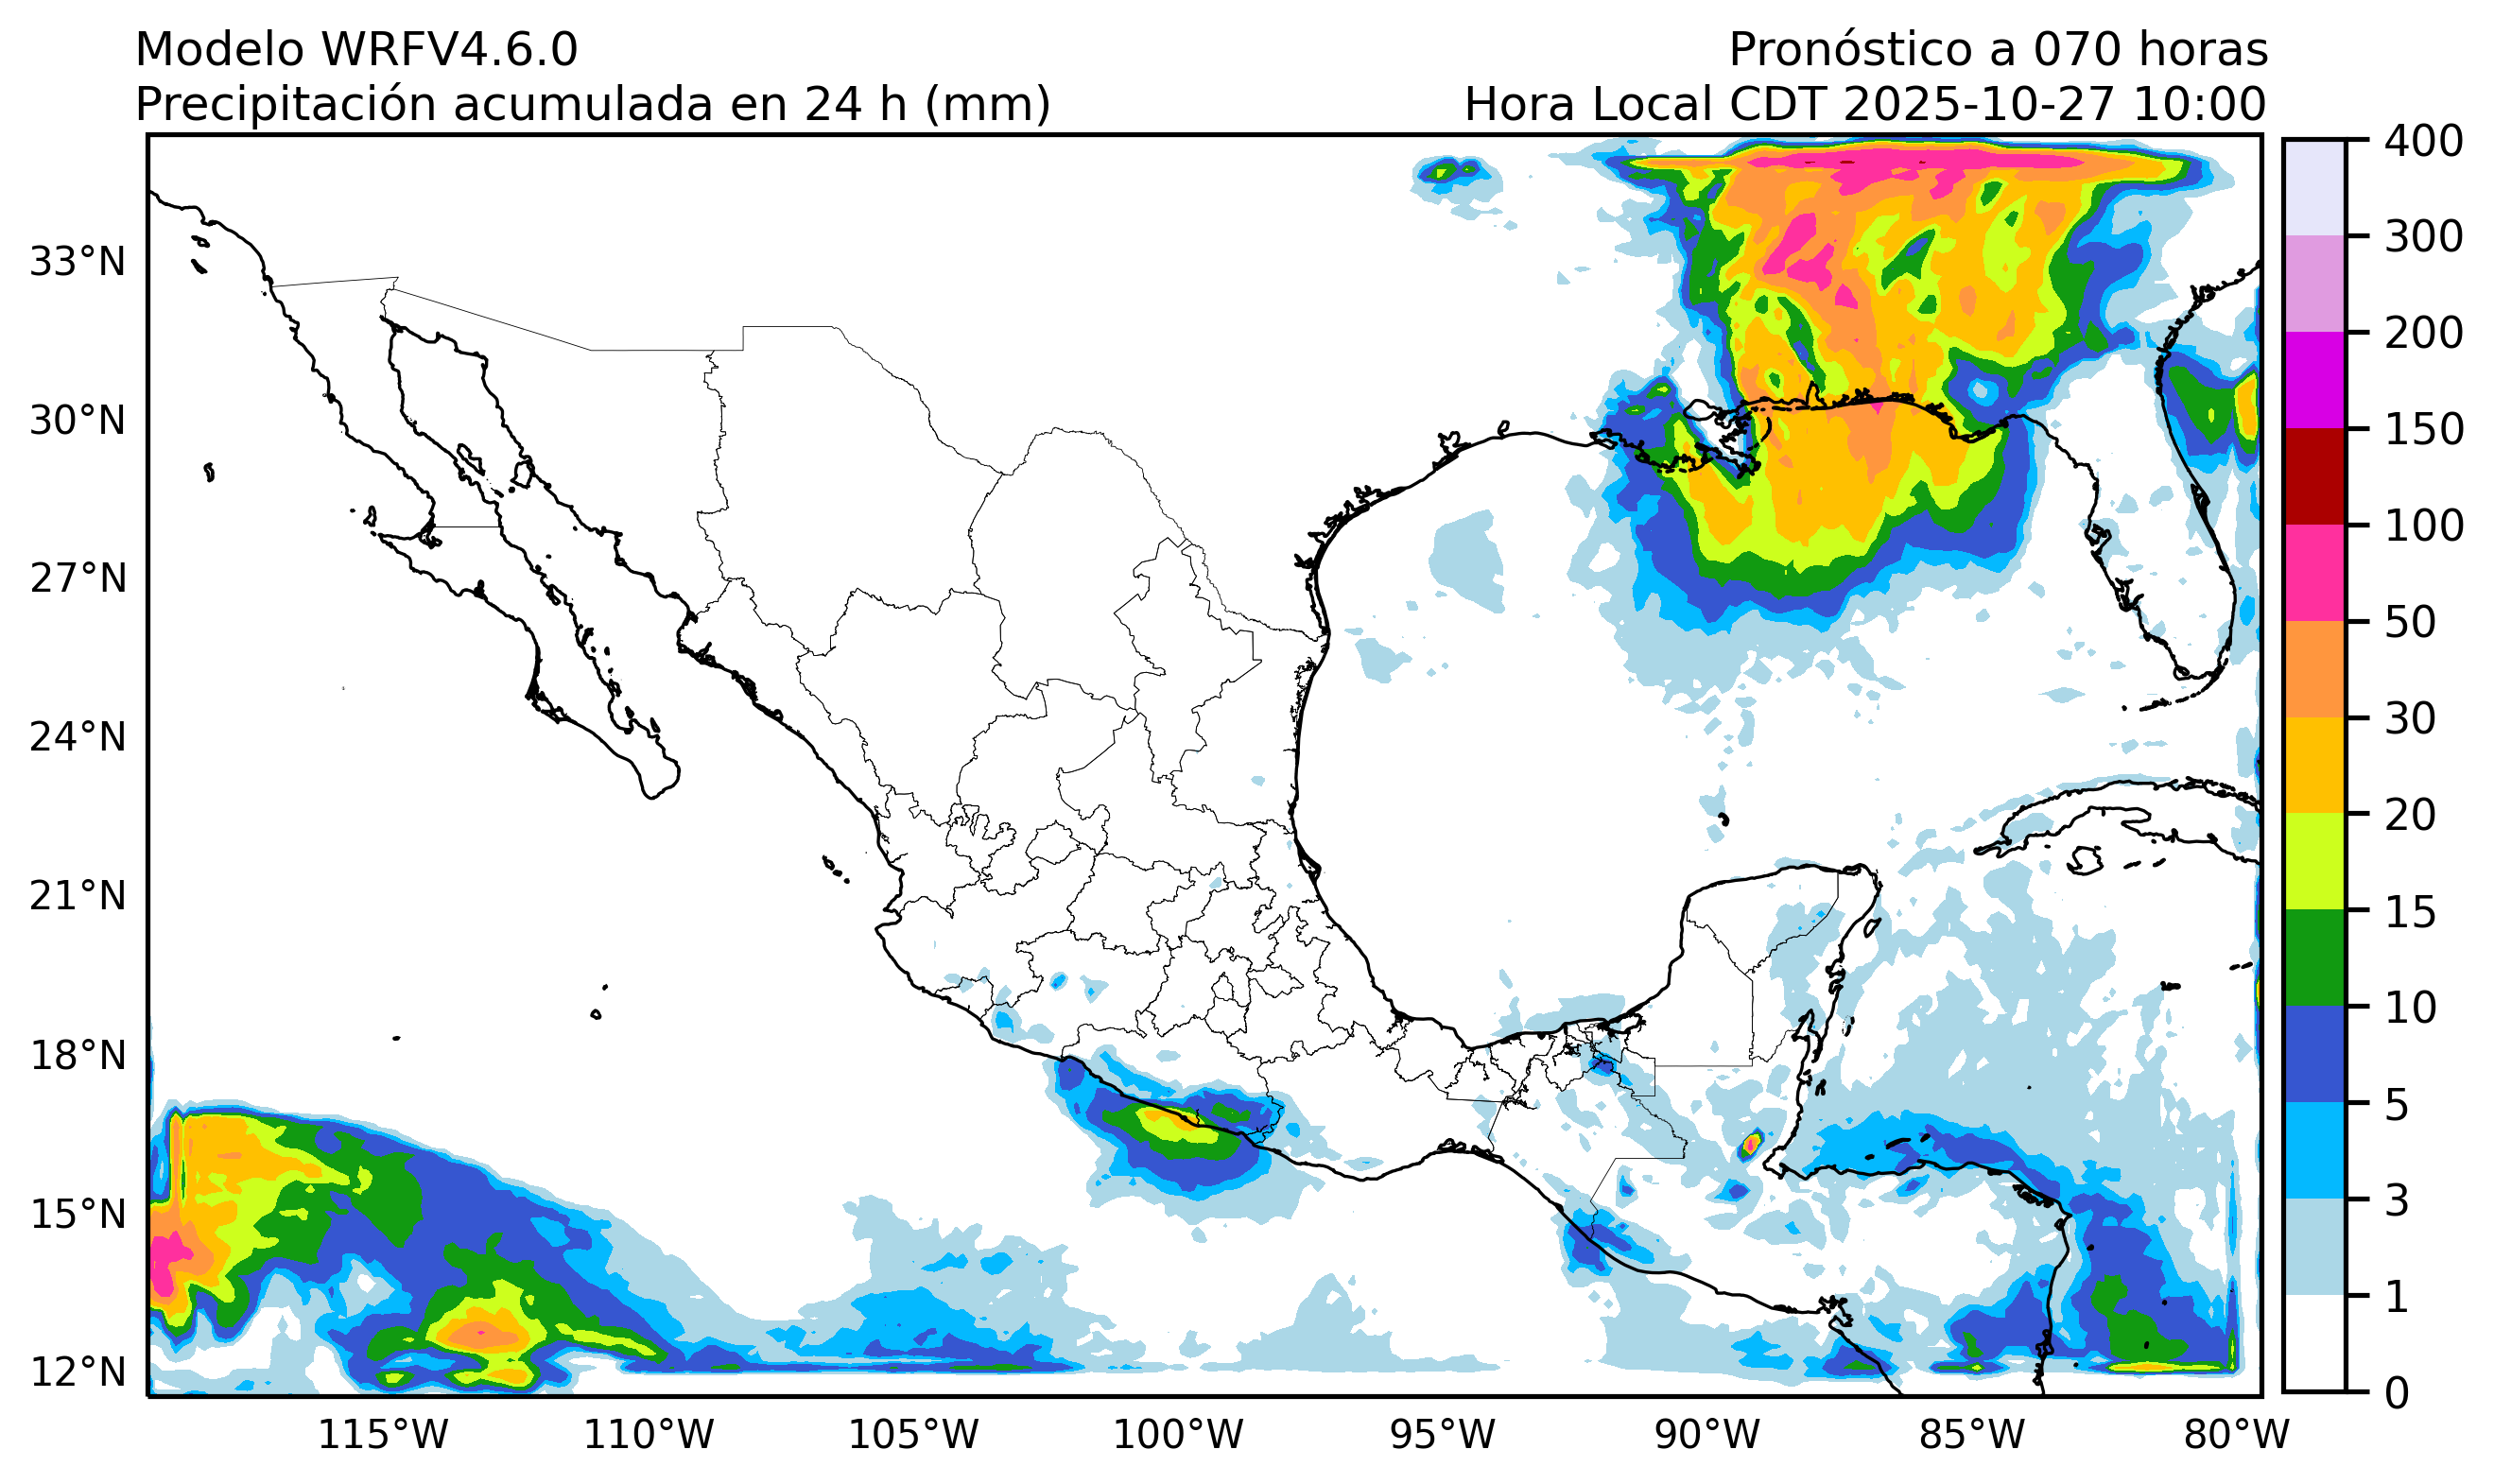 Modelo WRFV4.6.0
Pronóstico a 070 horas
Precipitación acumulada en 24 h (mm)
Hora Local CDT 2025-10-27 10:00
33°N
30°N
27°N
24°N
21°N
18°N
15°N
12°N
115°W
110°W
105°W
100°W
95°W
90°W
85°W
80°W
400
300
200
150
100
50
30
20
15
10
5
3
1
0